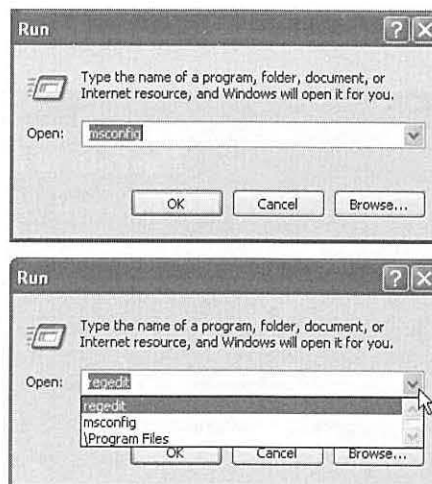 Run
Type the name of a program, folder, document, or
Internet resource, and Windows will open it for you.
Open: msconfig
OK Cancel Browse...
Run
Type the name of a program, folder, document, or
Internet resource, and Windows will open it for you.
Open: regedit
regedit
msconfig
\Program Files
OK Cancel Browse...